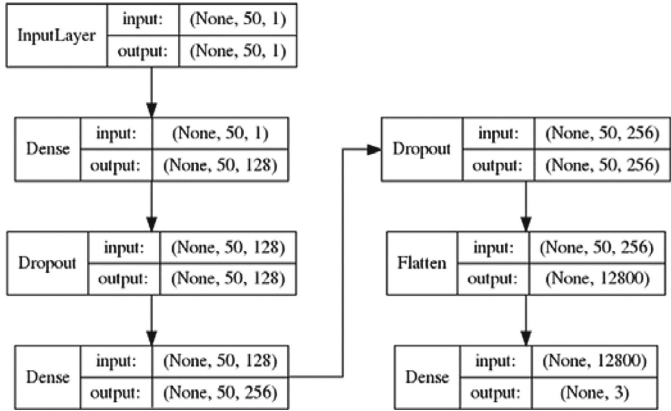 InputLayer
input: (None, 50, 1)
output: (None, 50, 1)
Dense
input: (None, 50, 1)
output: (None, 50, 128)
Dropout
input: (None, 50, 128)
output: (None, 50, 128)
Dense
input: (None, 50, 128)
output: (None, 50, 256)
Dropout
input: (None, 50, 256)
output: (None, 50, 256)
Flatten
input: (None, 50, 256)
output: (None, 12800)
Dense
input: (None, 12800)
output: (None, 3)